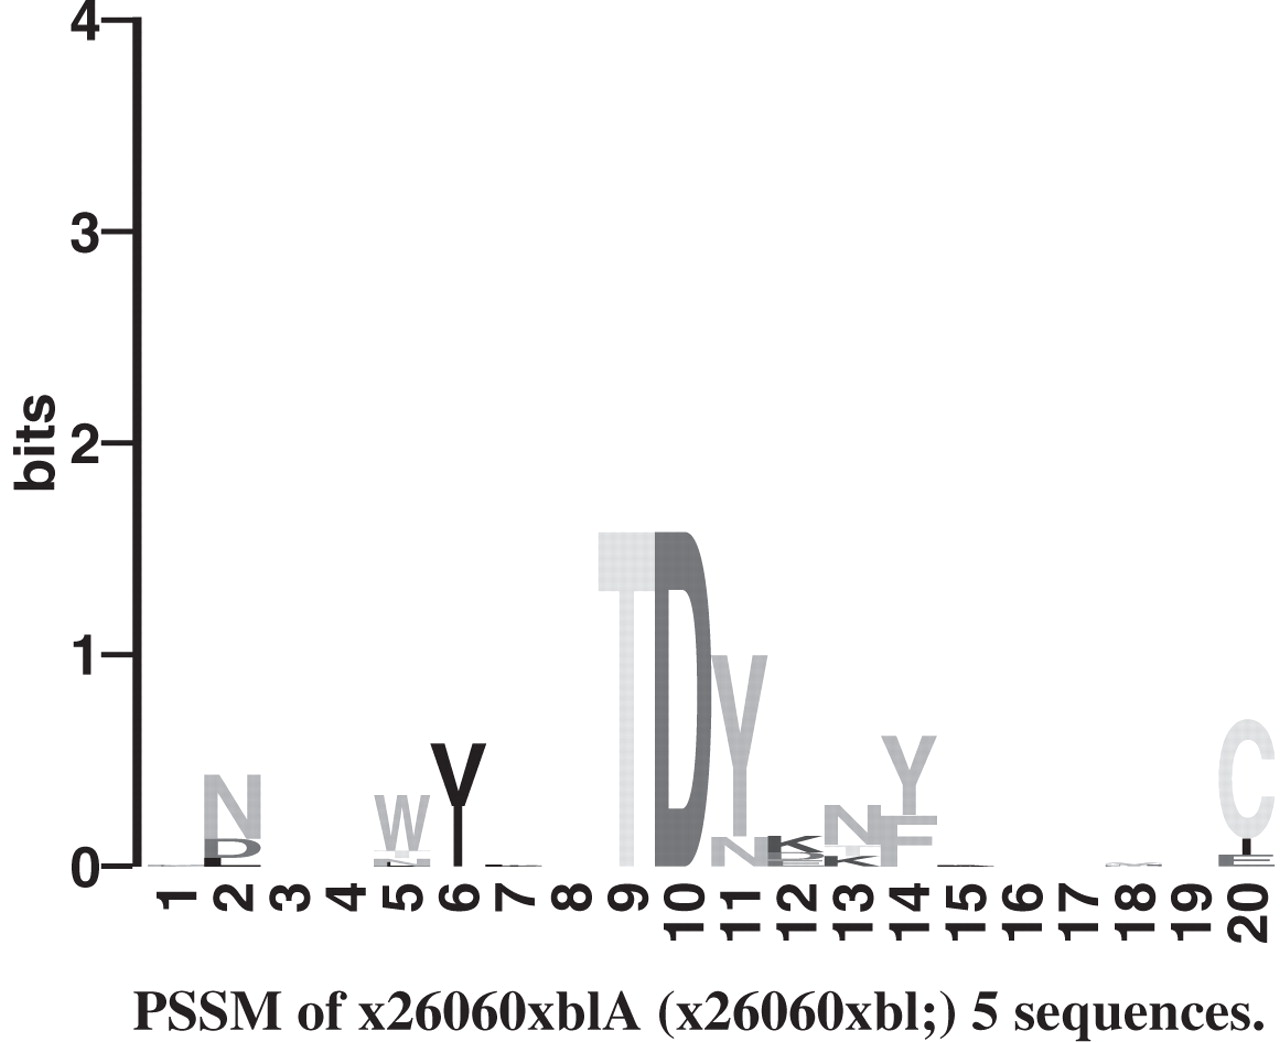 4
3
2
1
0
bits
N
D
L
W
T
N
V
I
T
D
Y
N
K
D
E
N
T
K
Y
F
C
I
E
1 2 3 4 5 6 7 8 9 10 11 12 13 14 15 16 17 18 19 20
PSSM of x26060xblA (x26060xbl;) 5 sequences.